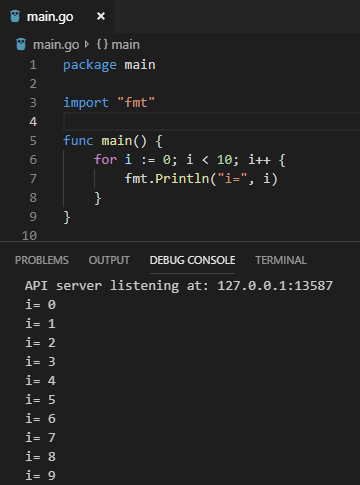 main.go ×
main.go > {} main
1 package main
2
3 import "fmt"
4
5 func main() {
6     for i := 0; i < 10; i++ {
7         fmt.Println("i=", i)
8     }
9 }
10
PROBLEMS OUTPUT DEBUG CONSOLE TERMINAL
API server listening at: 127.0.0.1:13587
i= 0
i= 1
i= 2
i= 3
i= 4
i= 5
i= 6
i= 7
i= 8
i= 9